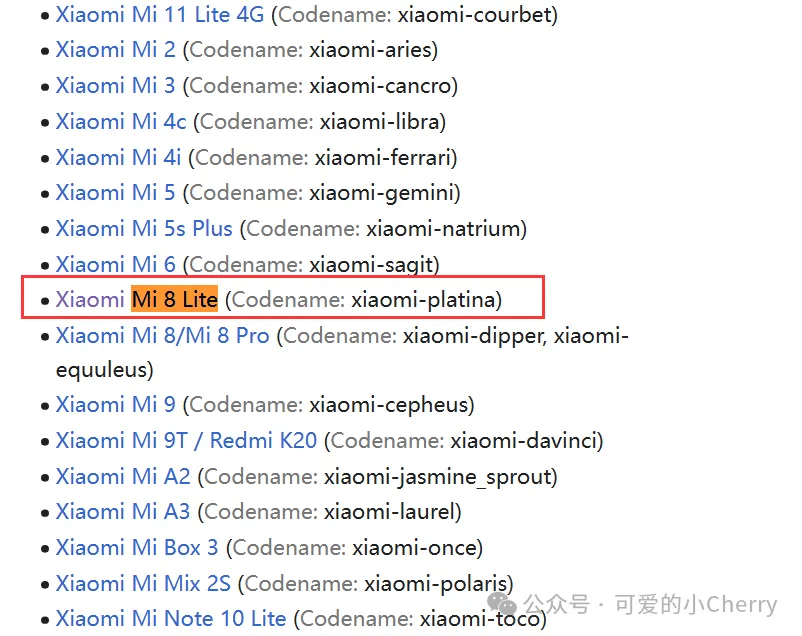 • Xiaomi Mi 11 Lite 4G (Codename: xiaomi-courbet)
• Xiaomi Mi 2 (Codename: xiaomi-aries)
• Xiaomi Mi 3 (Codename: xiaomi-cancro)
• Xiaomi Mi 4c (Codename: xiaomi-libra)
• Xiaomi Mi 4i (Codename: xiaomi-ferrari)
• Xiaomi Mi 5 (Codename: xiaomi-gemini)
• Xiaomi Mi 5s Plus (Codename: xiaomi-natrium)
• Xiaomi Mi 6 (Codename: xiaomi-sagit)
• Xiaomi Mi 8 Lite (Codename: xiaomi-platina)
• Xiaomi Mi 8/Mi 8 Pro (Codename: xiaomi-dipper, xiaomi-
equuleus)
• Xiaomi Mi 9 (Codename: xiaomi-cepheus)
• Xiaomi Mi 9T / Redmi K20 (Codename: xiaomi-davinci)
• Xiaomi Mi A2 (Codename: xiaomi-jasmine_sprout)
• Xiaomi Mi A3 (Codename: xiaomi-laurel)
• Xiaomi Mi Box 3 (Codename: xiaomi-once)
• Xiaomi Mi Mix 2S (Codename: xiaomi-polaris)
公众号 · 可爱的小Cherry
• Xiaomi Mi Note 10 Lite (Codename: xiaomi-toco)